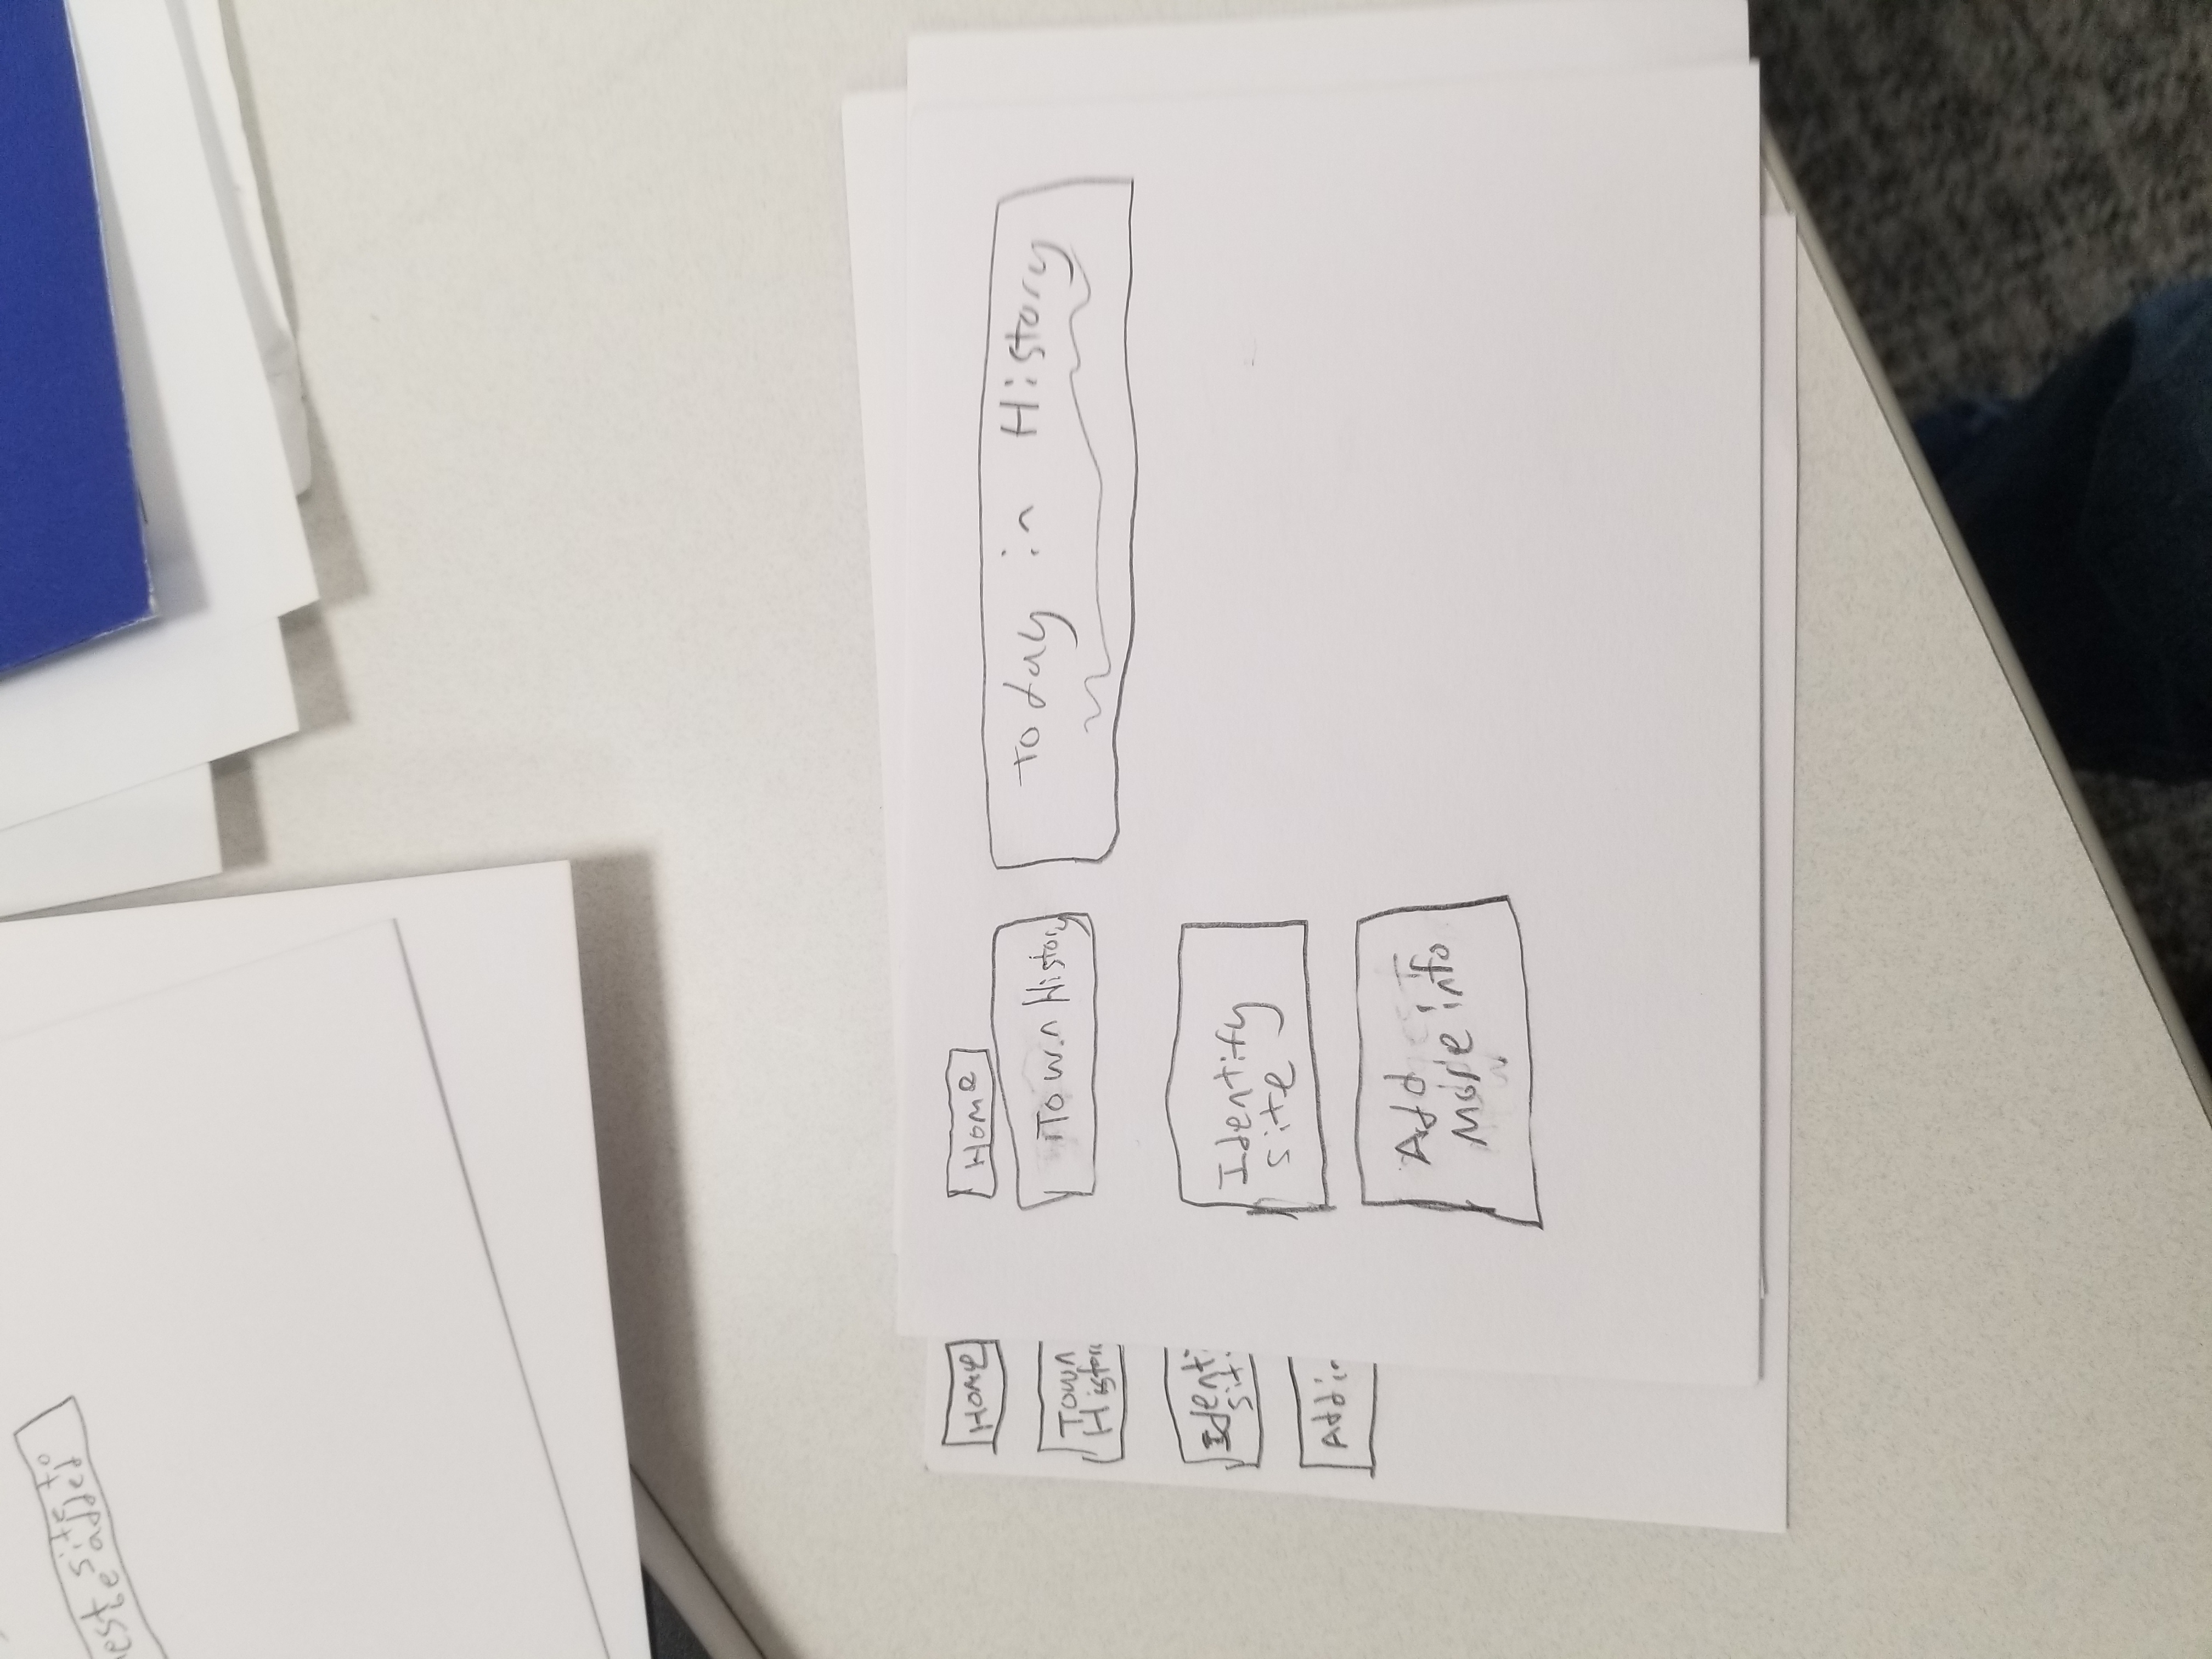 site to
be added
Home
Town
Histor
Identi
sit
Add in
Home
Town History
Identify
site
Add
more info
Today in History